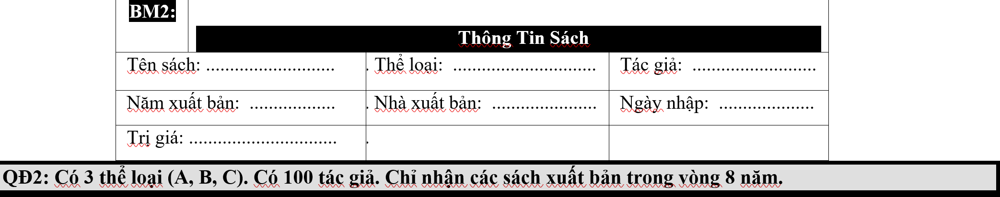 BM2:
Thông Tin Sách
Tên sách: ........................... . Thể loại: .............................. Tác giả: ..........................
Năm xuất bản: .................. . Nhà xuất bản: ...................... Ngày nhập: ....................
Trị giá: ............................... .
QĐ2: Có 3 thể loại (A, B, C). Có 100 tác giả. Chỉ nhận các sách xuất bản trong vòng 8 năm.